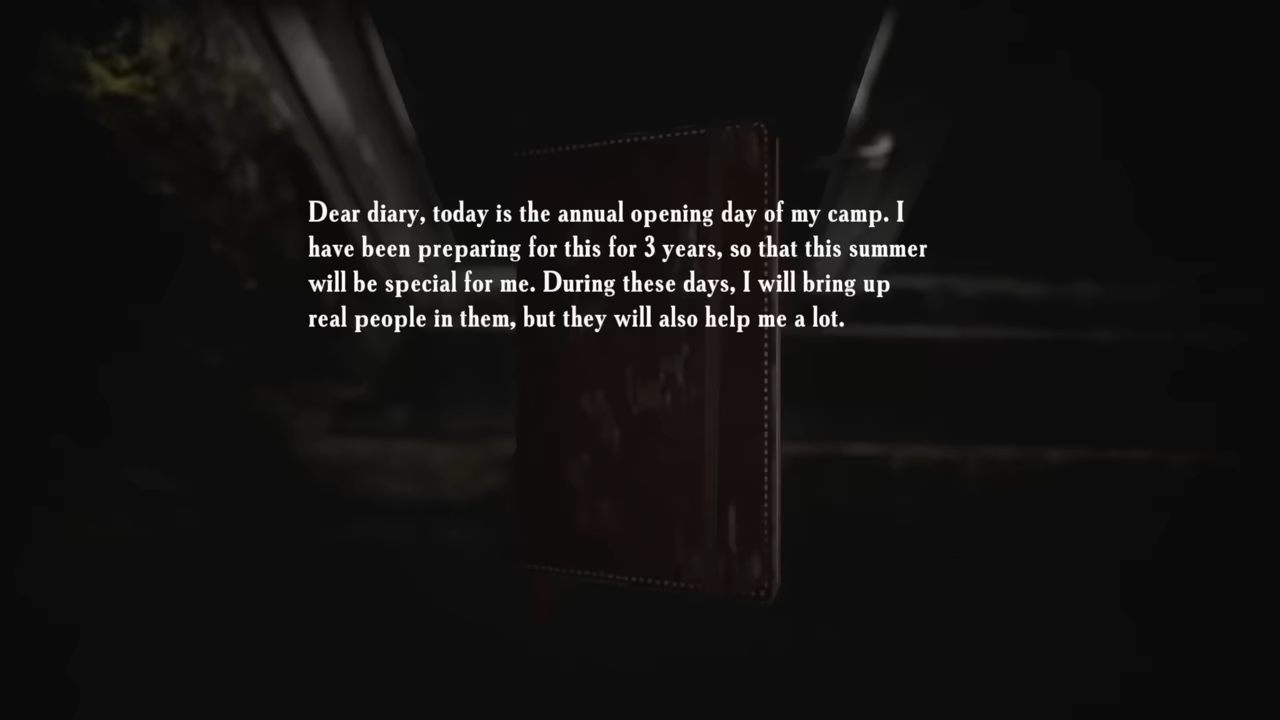 Dear diary, today is the annual opening day of my camp. I
have been preparing for this for 3 years, so that this summer
will be special for me. During these days, I will bring up
real people in them, but they will also help me a lot.